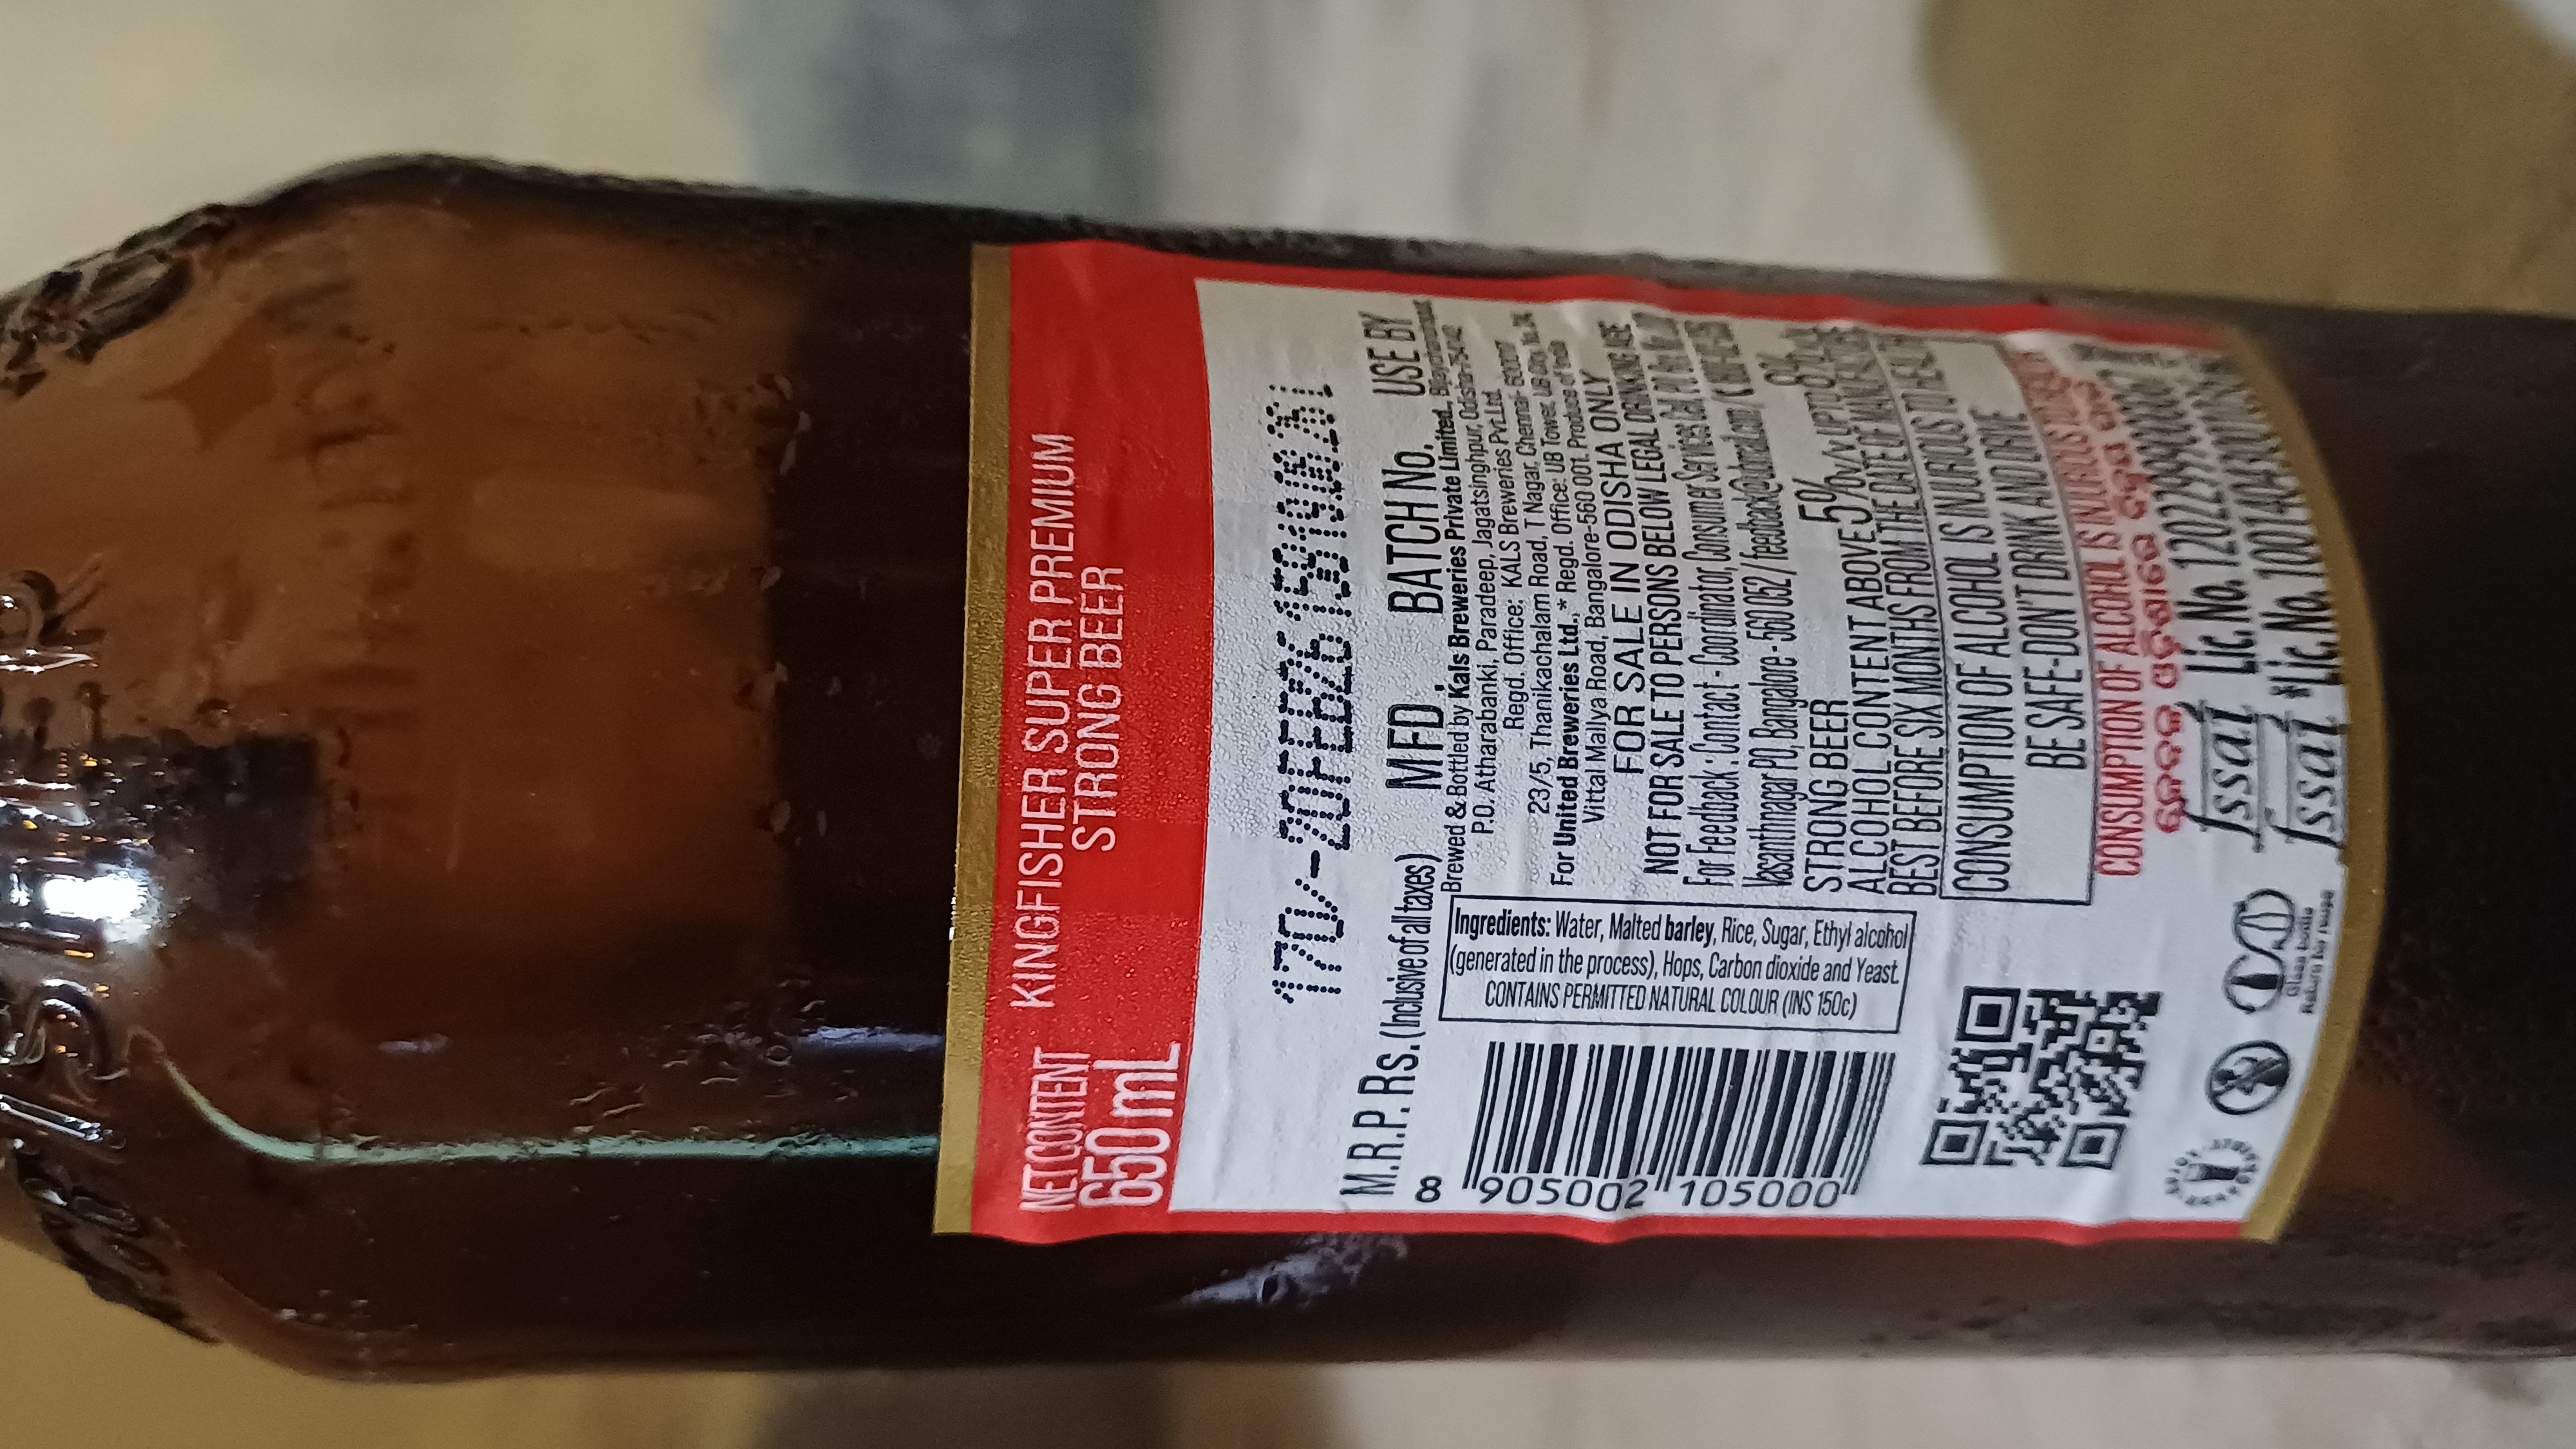 NET CONTENT
650 mL
KINGFISHER SUPER PREMIUM
STRONG BEER
170/-20FEB26
M.R.P. Rs. (Inclusive of all taxes) MFD. BATCH No. USE BY
8 905002 105000
Ingredients: Water, Malted barley, Rice, Sugar, Ethyl alcohol
(generated in the process), Hops, Carbon dioxide and Yeast.
CONTAINS PERMITTED NATURAL COLOUR (INS 150c)
Brewed & Bottled by Kals Breweries Private Limited.,
P.O. Atharabanki, Paradeep, Jagatsinghpur, Odisha-
Regd. Office: KALS Breweries Pvt.Ltd.
23/5, Thanikachalam Road, T Nagar, Chennai-
For United Breweries Ltd., * Regd. Office: UB Tower, UB City,
Vittal Mallya Road, Bangalore-560 001. Produce of India
FOR SALE IN ODISHA ONLY
NOT FOR SALE TO PERSONS BELOW LEGAL DRINKING AGE
For Feedback : Contact - Coordinator, Consumer Services Cell,
Vasanthnagar PO, Bangalore - 560 052 /
STRONG BEER
ALCOHOL CONTENT ABOVE 5% v/v UPTO 8%
BEST BEFORE SIX MONTHS FROM THE DATE OF MANUFACTURE
CONSUMPTION OF ALCOHOL IS INJURIOUS TO HEALTH
BE SAFE-DON'T DRINK AND DRIVE
CONSUMPTION OF ALCOHOL IS INJURIOUS TO HEALTH
fssai Lic. No.
fssai *Lic. No.
Glass bottle